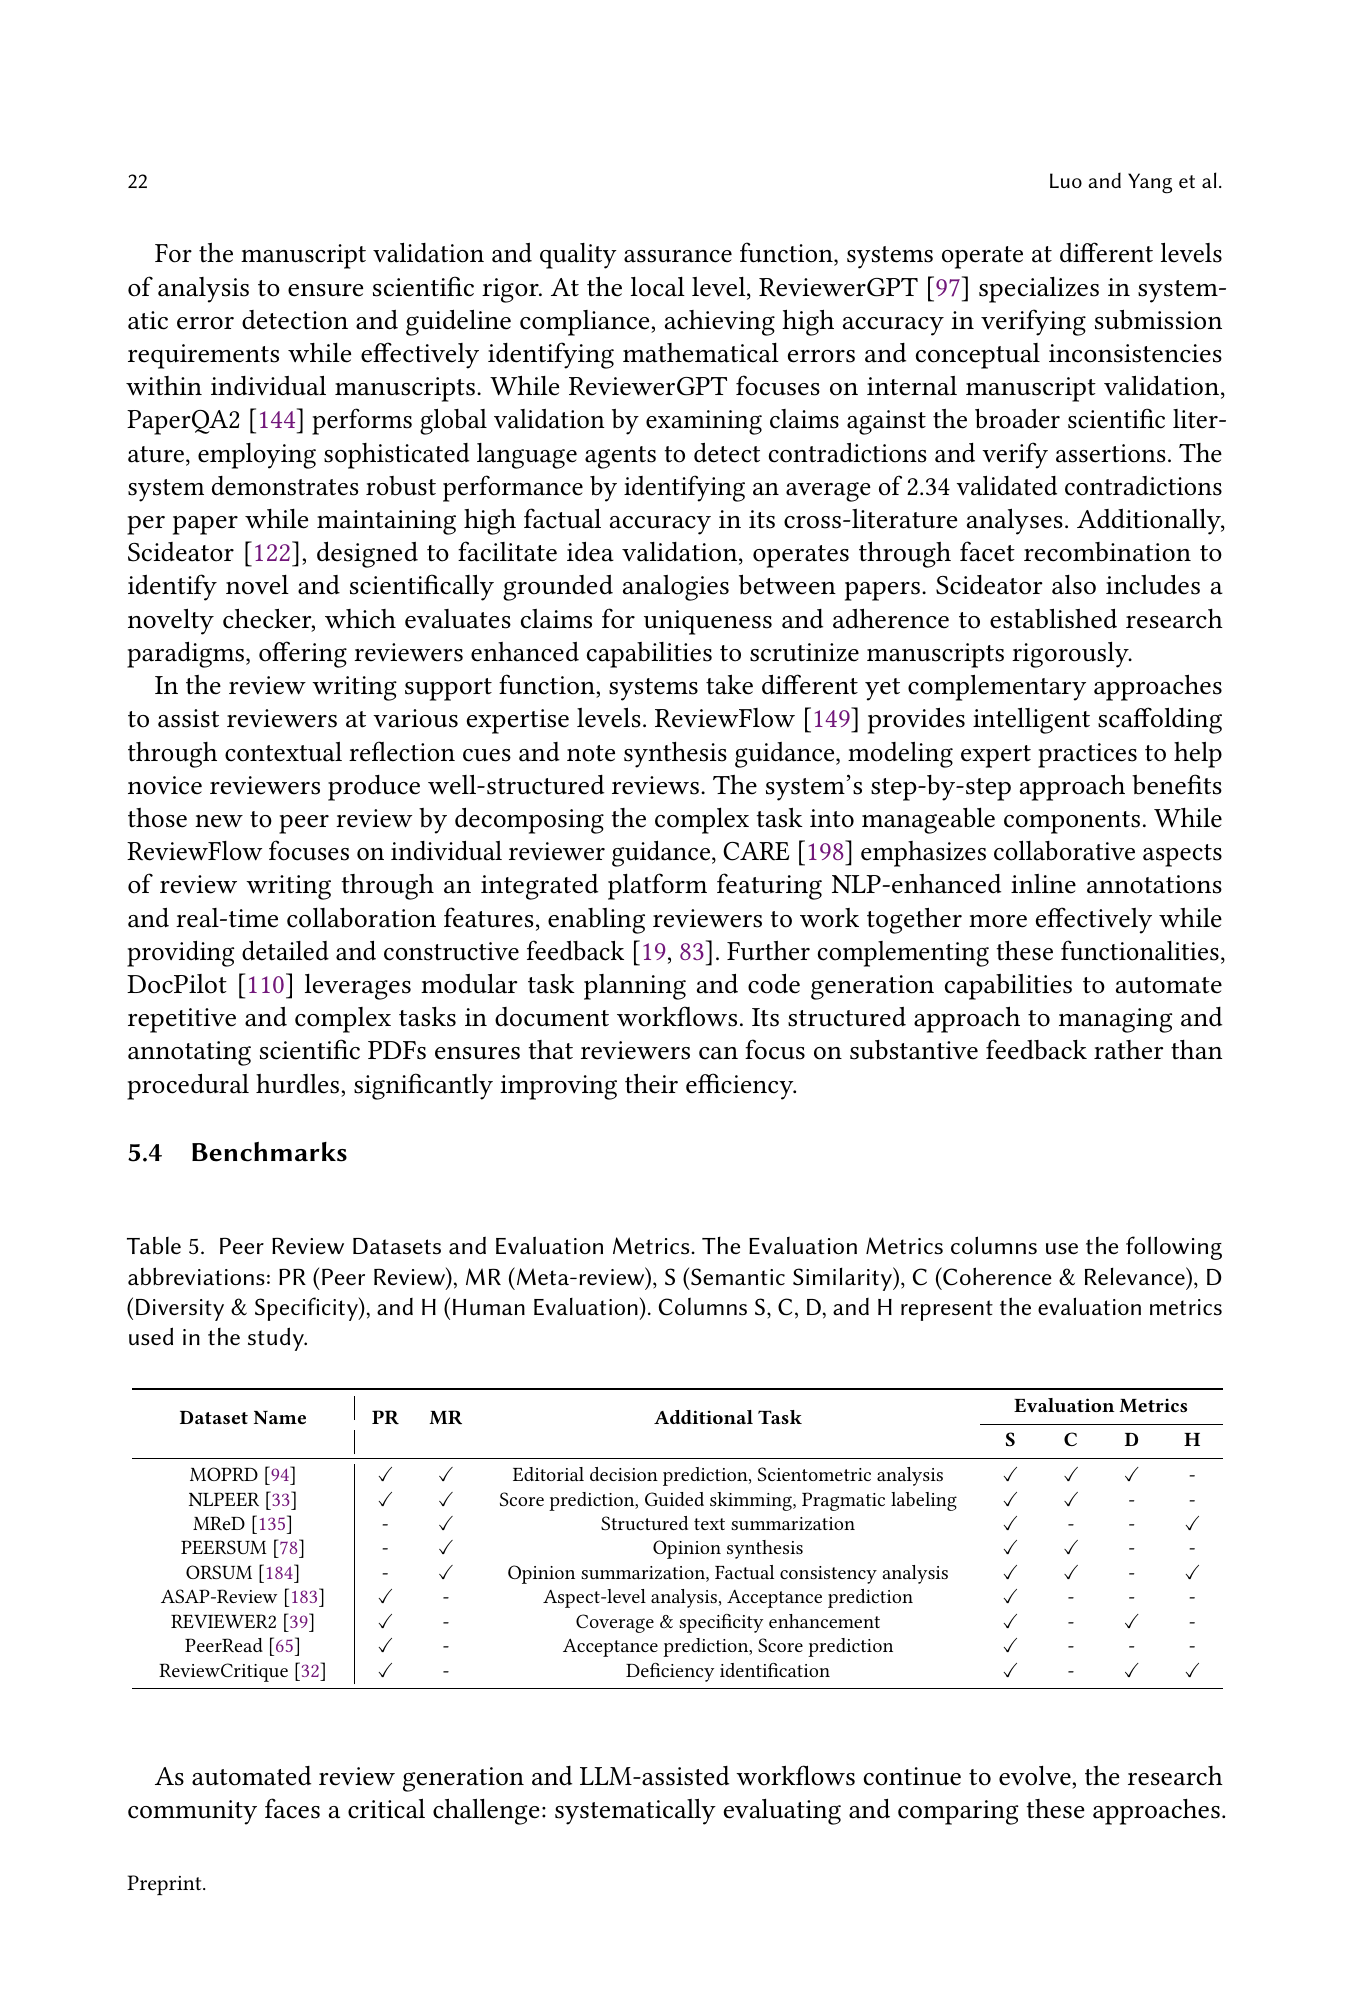 22
Luo and Yang et al.
For the manuscript validation and quality assurance function, systems operate at different levels
of analysis to ensure scientific rigor. At the local level, ReviewerGPT [97] specializes in system-
atic error detection and guideline compliance, achieving high accuracy in verifying submission
requirements while effectively identifying mathematical errors and conceptual inconsistencies
within individual manuscripts. While ReviewerGPT focuses on internal manuscript validation,
PaperQA2 [144] performs global validation by examining claims against the broader scientific liter-
ature, employing sophisticated language agents to detect contradictions and verify assertions. The
system demonstrates robust performance by identifying an average of 2.34 validated contradictions
per paper while maintaining high factual accuracy in its cross-literature analyses. Additionally,
Scideator [122], designed to facilitate idea validation, operates through facet recombination to
identify novel and scientifically grounded analogies between papers. Scideator also includes a
novelty checker, which evaluates claims for uniqueness and adherence to established research
paradigms, offering reviewers enhanced capabilities to scrutinize manuscripts rigorously.
In the review writing support function, systems take different yet complementary approaches
to assist reviewers at various expertise levels. ReviewFlow [149] provides intelligent scaffolding
through contextual reflection cues and note synthesis guidance, modeling expert practices to help
novice reviewers produce well-structured reviews. The system's step-by-step approach benefits
those new to peer review by decomposing the complex task into manageable components. While
ReviewFlow focuses on individual reviewer guidance, CARE [198] emphasizes collaborative aspects
of review writing through an integrated platform featuring NLP-enhanced inline annotations
and real-time collaboration features, enabling reviewers to work together more effectively while
providing detailed and constructive feedback [19, 83]. Further complementing these functionalities,
DocPilot [110] leverages modular task planning and code generation capabilities to automate
repetitive and complex tasks in document workflows. Its structured approach to managing and
annotating scientific PDFs ensures that reviewers can focus on substantive feedback rather than
procedural hurdles, significantly improving their efficiency.
5.4 Benchmarks
Table 5. Peer Review Datasets and Evaluation Metrics. The Evaluation Metrics columns use the following
abbreviations: PR (Peer Review), MR (Meta-review), S (Semantic Similarity), C (Coherence & Relevance), D
(Diversity & Specificity), and H (Human Evaluation). Columns S, C, D, and H represent the evaluation metrics
used in the study.
Dataset Name PR MR Additional Task Evaluation Metrics
S C D H
MOPRD [94] ✓ ✓ Editorial decision prediction, Scientometric analysis ✓ ✓ ✓ -
NLPEER [33] ✓ ✓ Score prediction, Guided skimming, Pragmatic labeling ✓ ✓ - -
MReD [135] - ✓ Structured text summarization ✓ - - ✓
PEERSUM [78] - ✓ Opinion synthesis ✓ ✓ - -
ORSUM [184] - ✓ Opinion summarization, Factual consistency analysis ✓ ✓ - ✓
ASAP-Review [183] ✓ - Aspect-level analysis, Acceptance prediction ✓ - - -
REVIEWER2 [39] ✓ - Coverage & specificity enhancement ✓ - ✓ -
PeerRead [65] ✓ - Acceptance prediction, Score prediction ✓ - - -
ReviewCritique [32] ✓ - Deficiency identification ✓ - ✓ ✓
As automated review generation and LLM-assisted workflows continue to evolve, the research
community faces a critical challenge: systematically evaluating and comparing these approaches.
Preprint.